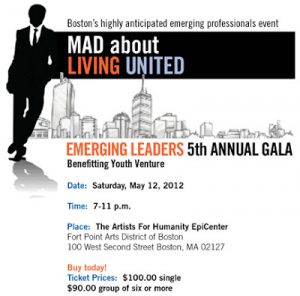 Boston's highly anticipated emerging professionals event
MAD about
LIVING UNITED
EMERGING LEADERS 5th ANNUAL GALA
Benefitting Youth Venture
Date: Saturday, May 12, 2012
Time: 7-11 p.m.
Place: The Artists For Humanity EpiCenter
Fort Point Arts District of Boston
100 West Second Street Boston, MA 02127
Buy today!
Ticket Prices: $100.00 single
$90.00 group of six or more